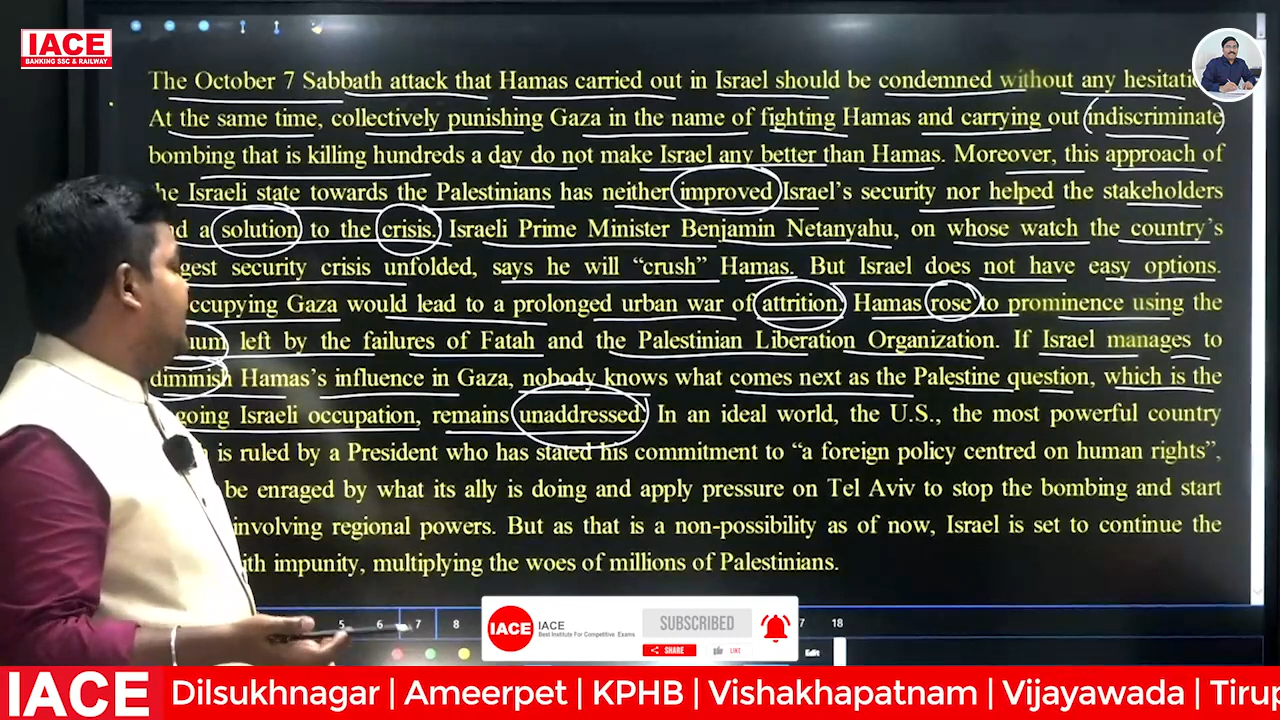 IACE
BANKING SSC & RAILWAY
The October 7 Sabbath attack that Hamas carried out in Israel should be condemned without any
At the same time, collectively punishing Gaza in the name of fighting Hamas and carrying out indiscriminate
bombing that is killing hundreds a day do not make Israel any better than Hamas. Moreover, this approach of
Israeli state towards the Palestinians has neither improved Israel's security nor helped the stakeholders
a solution to the crisis. Israeli Prime Minister Benjamin Netanyahu, on whose watch the country's
security crisis unfolded, says he will "crush" Hamas. But Israel does not have easy options.
Gaza would lead to a prolonged urban war of attrition. Hamas rose to prominence using the
left by the failures of Fatah and the Palestinian Liberation Organization. If Israel manages to
diminish Hamas's influence in Gaza, nobody knows what comes next as the Palestine question, which is the
Israeli occupation, remains unaddressed. In an ideal world, the U.S., the most powerful country
is ruled by a President who has stated his commitment to "a foreign policy centred on human rights",
be enraged by what its ally is doing and apply pressure on Tel Aviv to stop the bombing and start
involving regional powers. But as that is a non-possibility as of now, Israel is set to continue the
impunity, multiplying the woes of millions of Palestinians.
5 6 7 8 7 18
IACE
IACE
Best Institute For Competitive Exams
SUBSCRIBED
SHARE
LIKE
Edit
IACE Dilsukhnagar | Ameerpet | KPHB | Vishakhapatnam | Vijayawada | Tirup